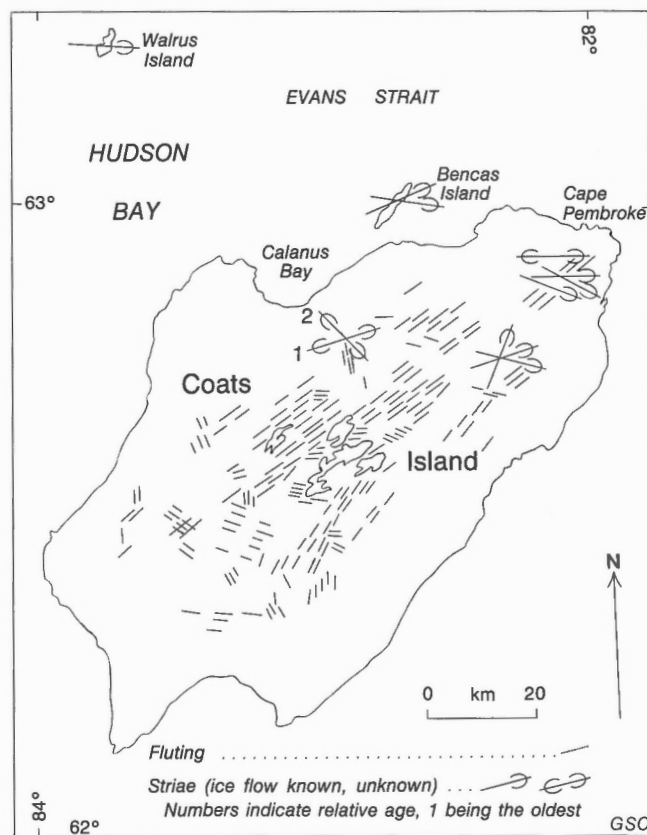 Walrus
Island
82°
EVANS STRAIT
HUDSON
BAY
63°
Bencas
Island
Cape
Pembroke
Calanus
Bay
2
1
Coats
Island
N
0 km 20
Fluting
Striae (ice flow known, unknown)
Numbers indicate relative age, 1 being the oldest
84°
62°
GSC